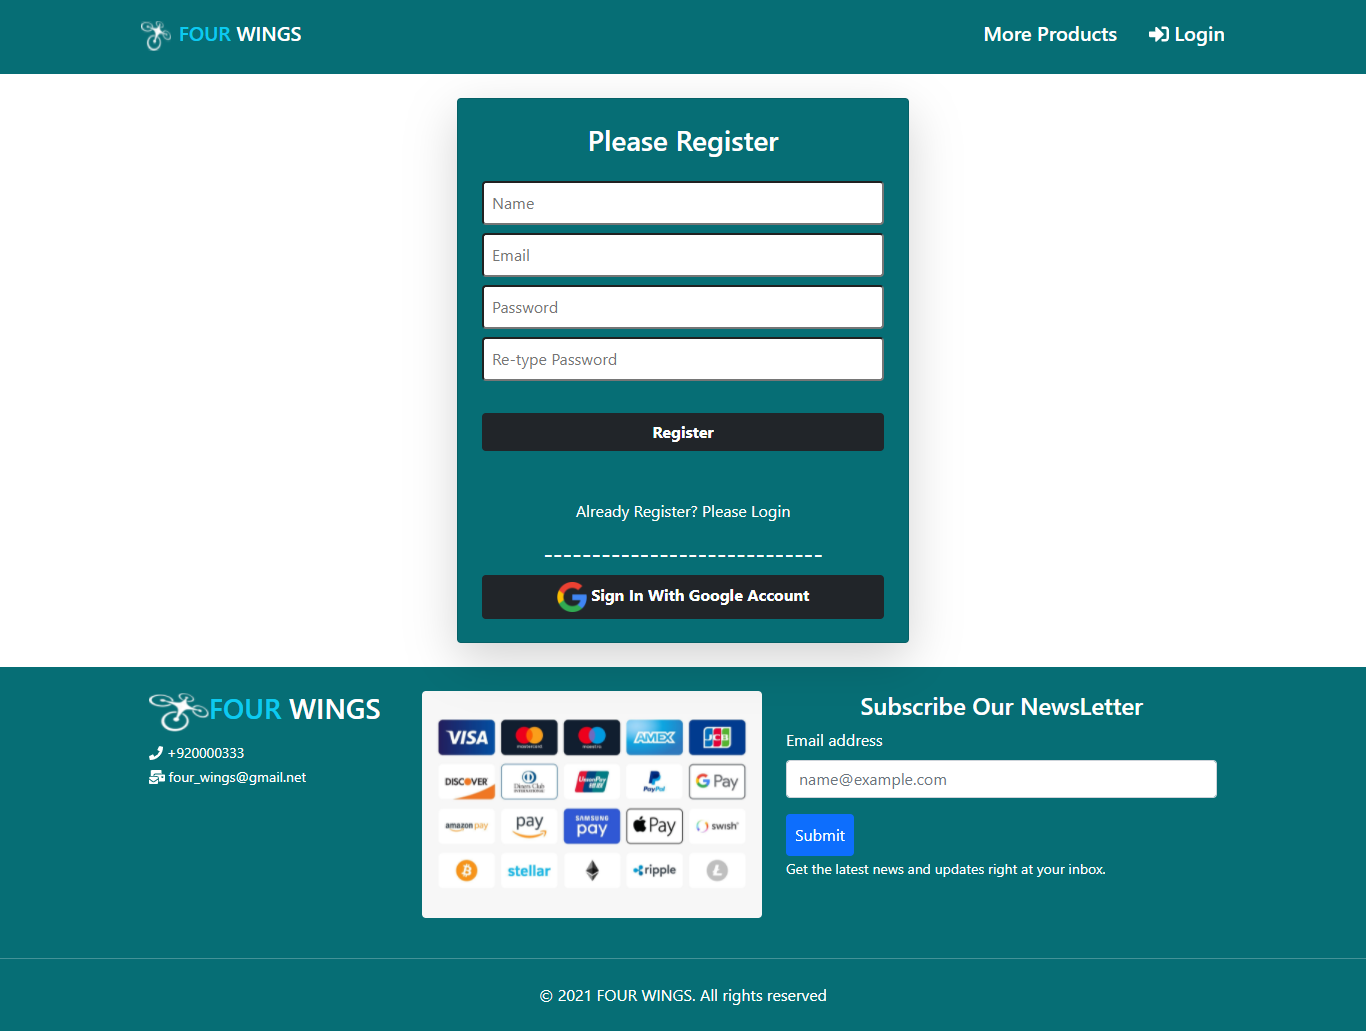 FOUR WINGS
More Products
Login
Please Register
Name
Email
Password
Re-type Password
Register
Already Register? Please Login
-----------------------------
Sign In With Google Account
FOUR WINGS
+920000333
four_wings@gmail.net
VISA
mastercard
maestro
AMEX
JCB
DISCOVER
Diners Club
INTERNATIONAL
UnionPay
PayPal
G Pay
amazon pay
pay
SAMSUNG
pay
Pay
swish
stellar
ripple
Subscribe Our NewsLetter
Email address
name@example.com
Submit
Get the latest news and updates right at your inbox.
© 2021 FOUR WINGS. All rights reserved